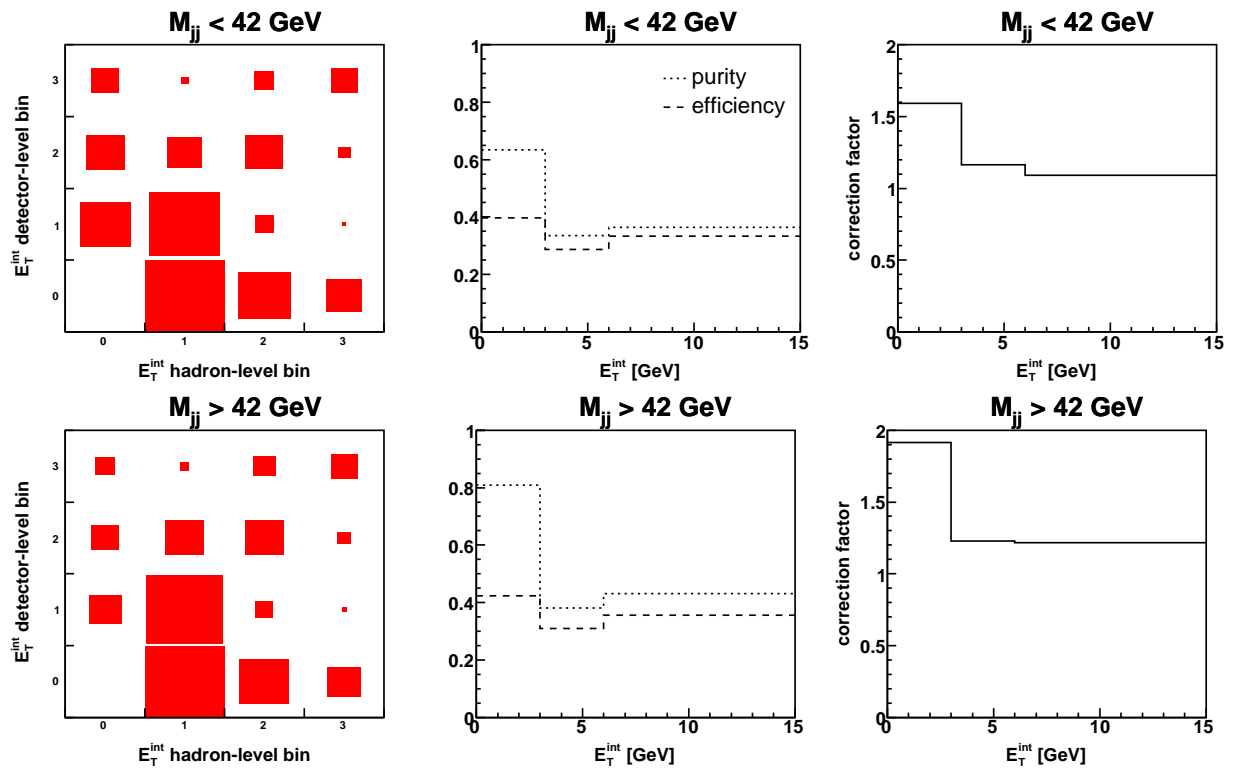 M_jj < 42 GeV
E_T^int detector-level bin
3
2
1
0
0 1 2 3
E_T^int hadron-level bin
M_jj < 42 GeV
1
0.8
0.6
0.4
0.2
0
purity
efficiency
0 5 10 15
E_T^int [GeV]
M_jj < 42 GeV
correction factor
2
1.5
1
0.5
0
0 5 10 15
E_T^int [GeV]
M_jj > 42 GeV
E_T^int detector-level bin
3
2
1
0
0 1 2 3
E_T^int hadron-level bin
M_jj > 42 GeV
1
0.8
0.6
0.4
0.2
0
0 5 10 15
E_T^int [GeV]
M_jj > 42 GeV
correction factor
2
1.5
1
0.5
0
0 5 10 15
E_T^int [GeV]